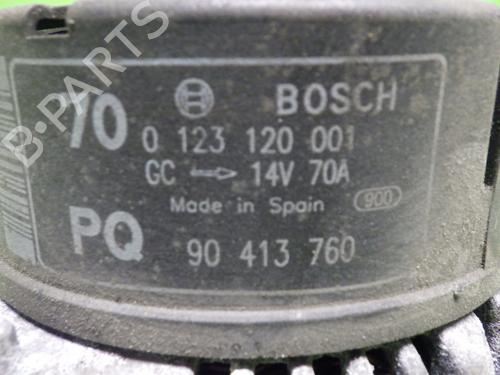 BOSCH
70 0 123 120 001
GC → 14V 70A
Made in Spain 900
PQ 90 413 760
B-PARTS